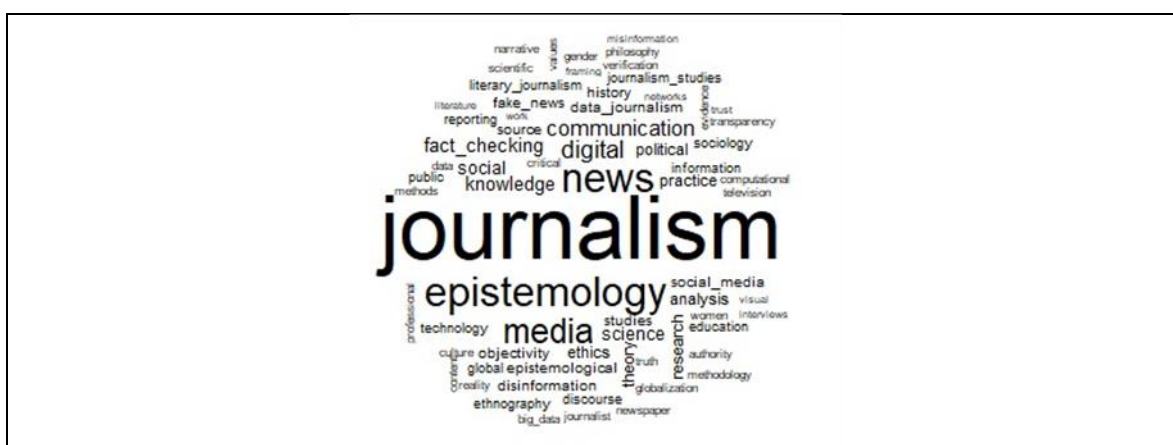 misinformation
narrative values gender philosophy
scientific framing verification
literary_journalism journalism_studies
history networks
literature fake_news data_journalism evidence trust
reporting work transparency
source communication
fact_checking digital political sociology
data social critical information
public knowledge news practice computational
methods television
journalism
epistemology social_media
professional analysis visual
women interviews
technology media studies research education
science
culture objectivity ethics theory truth authority
content global epistemological methodology
reality disinformation globalization
ethnography discourse
big_data journalist newspaper